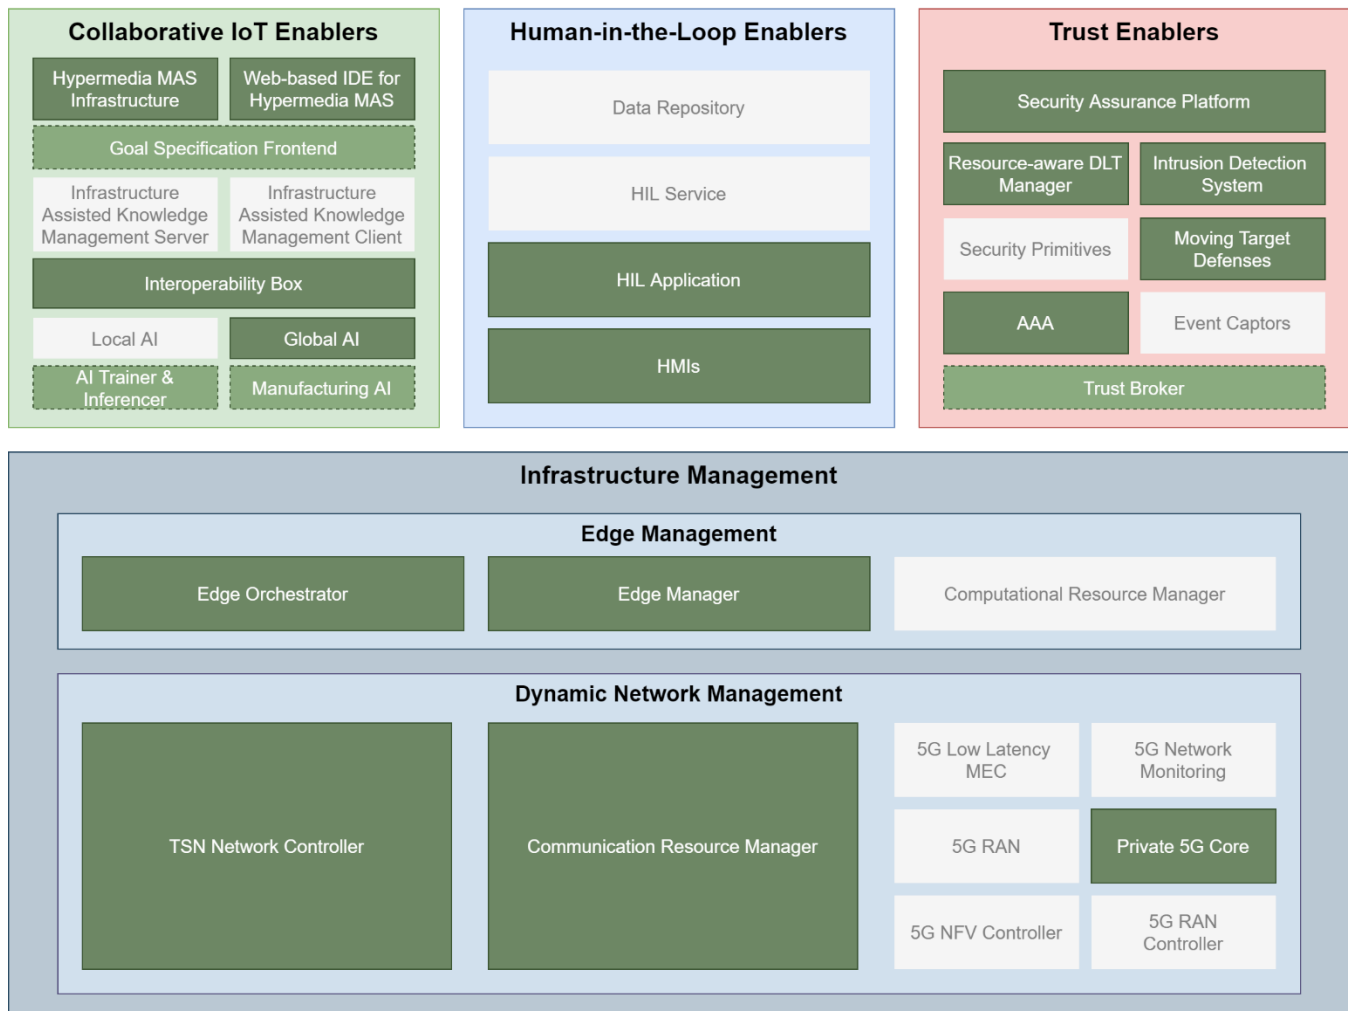 Collaborative IoT Enablers
Hypermedia MAS
Infrastructure
Web-based IDE for
Hypermedia MAS
Goal Specification Frontend
Infrastructure
Assisted Knowledge
Management Server
Infrastructure
Assisted Knowledge
Management Client
Interoperability Box
Local AI
Global AI
AI Trainer &
Inferencer
Manufacturing AI
Human-in-the-Loop Enablers
Data Repository
HIL Service
HIL Application
HMIs
Trust Enablers
Security Assurance Platform
Resource-aware DLT
Manager
Intrusion Detection
System
Security Primitives
Moving Target
Defenses
AAA
Event Captors
Trust Broker
Infrastructure Management
Edge Management
Edge Orchestrator
Edge Manager
Computational Resource Manager
Dynamic Network Management
TSN Network Controller
Communication Resource Manager
5G Low Latency
MEC
5G Network
Monitoring
5G RAN
Private 5G Core
5G NFV Controller
5G RAN
Controller